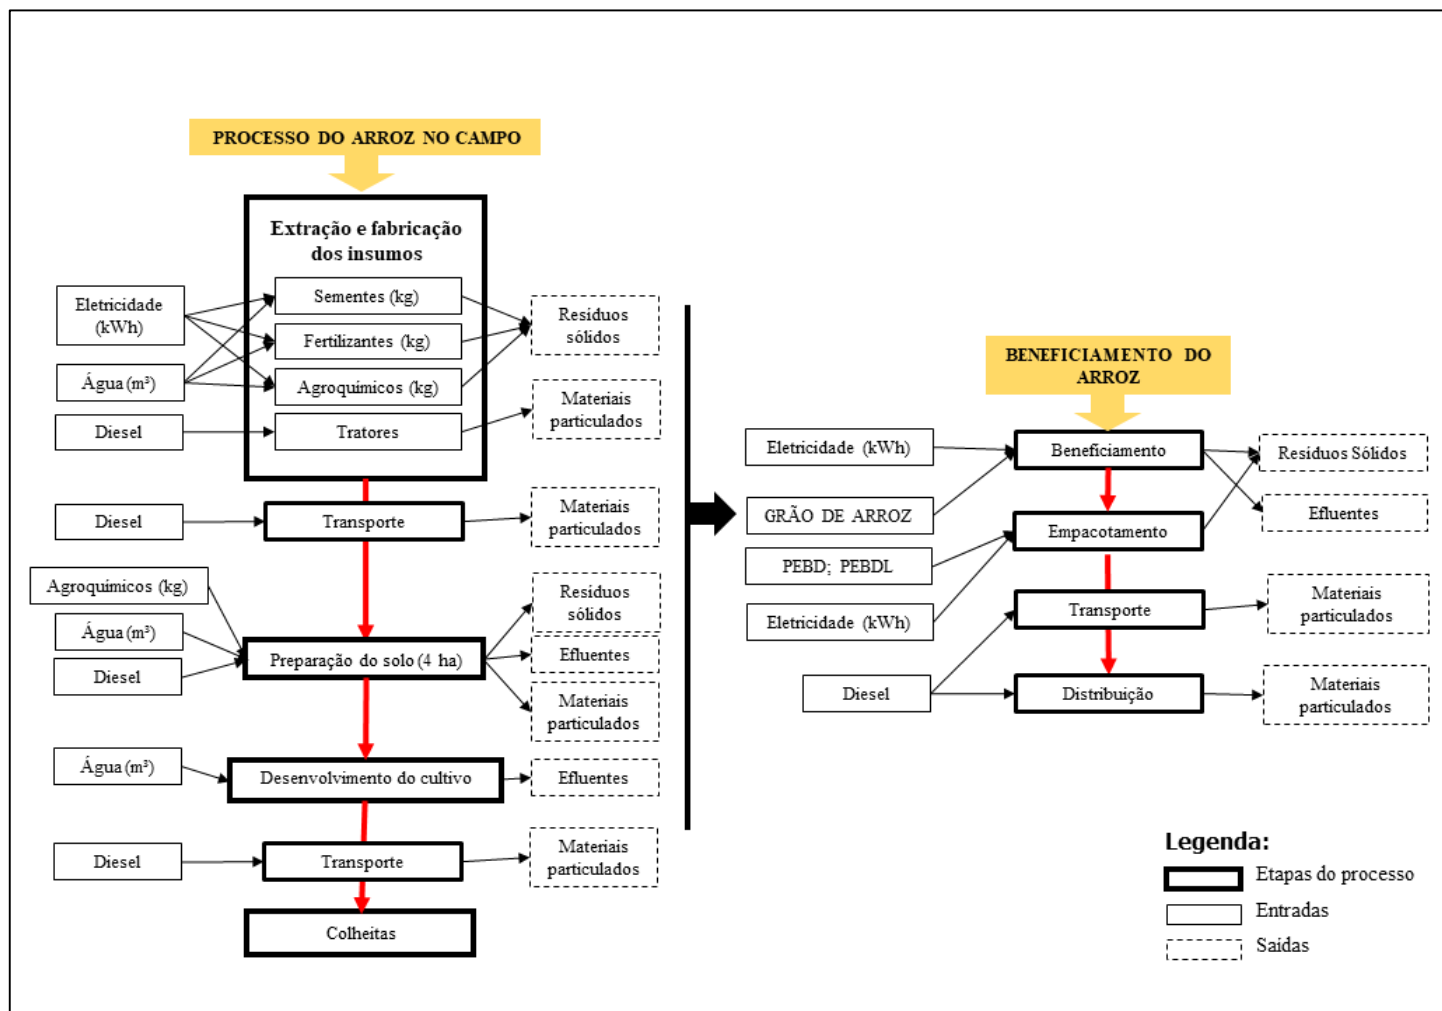 PROCESSO DO ARROZ NO CAMPO
Extração e fabricação
dos insumos
Eletricidade
(kWh)
Água (m³)
Diesel
Sementes (kg)
Fertilizantes (kg)
Agroquímicos (kg)
Tratores
Resíduos
sólidos
Materiais
particulados
Diesel
Transporte
Materiais
particulados
Agroquímicos (kg)
Água (m³)
Diesel
Preparação do solo (4 ha)
Resíduos
sólidos
Efluentes
Materiais
particulados
Água (m³)
Desenvolvimento do cultivo
Efluentes
Diesel
Transporte
Materiais
particulados
Colheitas
BENEFICIAMENTO DO
ARROZ
Eletricidade (kWh)
GRÃO DE ARROZ
PEBD; PEBDL
Eletricidade (kWh)
Diesel
Beneficiamento
Empacotamento
Transporte
Distribuição
Resíduos Sólidos
Efluentes
Materiais
particulados
Materiais
particulados
Legenda:
Etapas do processo
Entradas
Saídas